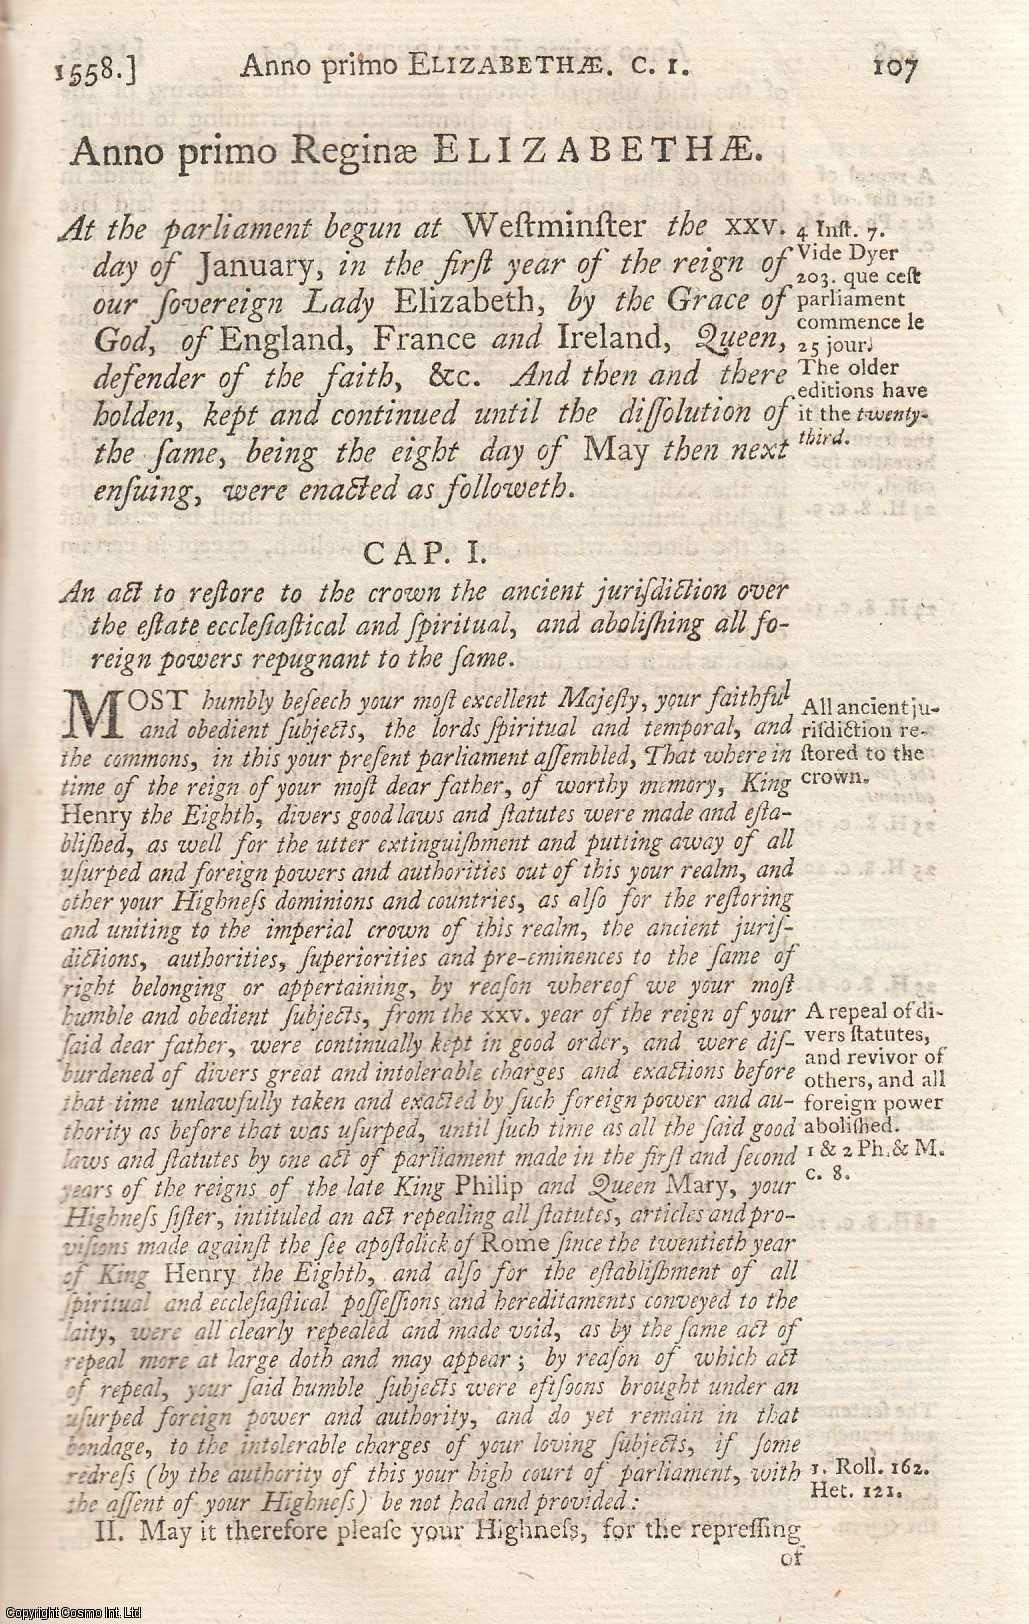 1558.] Anno primo ELIZABETHÆ. C. 1. 107
Anno primo Reginæ ELIZABETHÆ.
At the parliament begun at Weſtminſter the XXV.
day of January, in the firſt year of the reign of
our ſovereign Lady Elizabeth, by the Grace of
God, of England, France and Ireland, Queen,
defender of the faith, &c. And then and there
holden, kept and continued until the diſſolution of
the ſame, being the eight day of May then next
enſuing, were enacted as followeth.
4 Inſt. 7.
Vide Dyer
203. que ceſt
parliament
commence le
25 jour.
The older
editions have
it the twenty-
third.
CAP. I.
An act to reſtore to the crown the ancient juriſdiction over
the eſtate eccleſiaſtical and ſpiritual, and aboliſhing all fo-
reign powers repugnant to the ſame.
MOST humbly beſeech your moſt excellent Majeſty, your faithful
and obedient ſubjects, the lords ſpiritual and temporal, and
the commons, in this your preſent parliament aſſembled, That where in
time of the reign of your moſt dear father, of worthy memory, King
Henry the Eighth, divers good laws and ſtatutes were made and eſta-
bliſhed, as well for the utter extinguiſhment and putting away of all
uſurped and foreign powers and authorities out of this your realm, and
other your Highneſs dominions and countries, as alſo for the reſtoring
and uniting to the imperial crown of this realm, the ancient juriſ-
dictions, authorities, ſuperiorities and pre-eminences to the ſame of
right belonging or appertaining, by reaſon whereof we your moſt
humble and obedient ſubjects, from the XXV. year of the reign of your
ſaid dear father, were continually kept in good order, and were diſ-
burdened of divers great and intolerable charges and exactions before
that time unlawfully taken and exacted by ſuch foreign power and au-
thority as before that was uſurped, until ſuch time as all the ſaid good
laws and ſtatutes by one act of parliament made in the firſt and ſecond
years of the reigns of the late King Philip and Queen Mary, your
Highneſs ſiſter, intituled an act repealing all ſtatutes, articles and pro-
viſions made againſt the ſee apoſtolick of Rome ſince the twentieth year
of King Henry the Eighth, and alſo for the eſtabliſhment of all
ſpiritual and eccleſiaſtical poſſeſſions and hereditaments conveyed to the
laity, were all clearly repealed and made void, as by the ſame act of
repeal more at large doth and may appear; by reaſon of which act
of repeal, your ſaid humble ſubjects were eftſoons brought under an
uſurped foreign power and authority, and do yet remain in that
bondage, to the intolerable charges of your loving ſubjects, if ſome
redreſs (by the authority of this your high court of parliament, with
the aſſent of your Highneſs) be not had and provided:
II. May it therefore pleaſe your Highneſs, for the repreſſing
of
All ancient ju-
riſdiction re-
ſtored to the
crown.
A repeal of di-
vers ſtatutes,
and revivor of
others, and all
foreign power
aboliſhed.
1 & 2 Ph. & M.
c. 8.
1. Roll. 162.
Het. 121.
Copyright Cosmo Int. Ltd